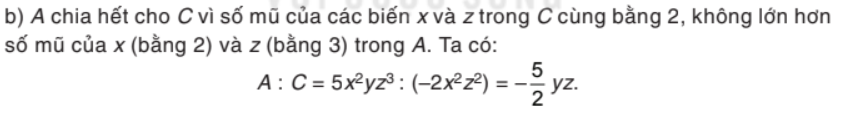 b) A chia hết cho C vì số mũ của các biến x và z trong C cùng bằng 2, không lớn hơn
số mũ của x (bằng 2) và z (bằng 3) trong A. Ta có:
A : C = 5x²yz³ : (–2x²z²) = –5/2 yz.